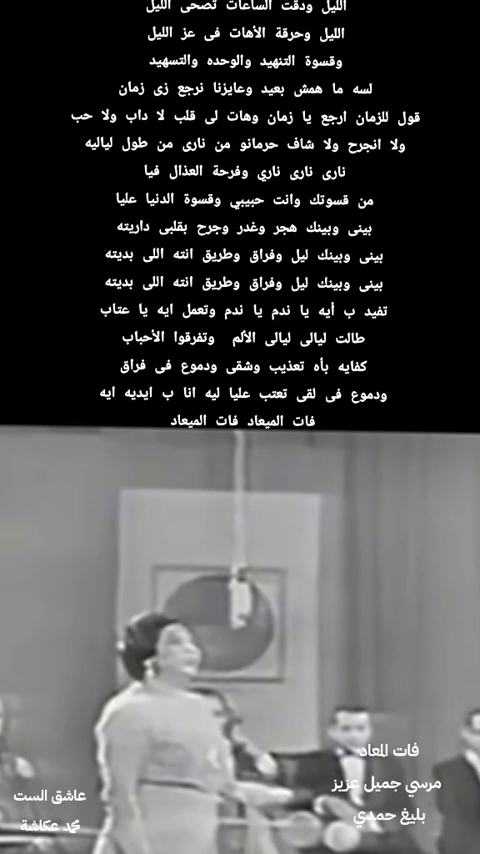 الليل ودقت الساعات تصحى الليل
الليل وحرقة الأهات فى عز الليل
وقسوة التنهيد والوحده والتسهيد
لسه ما همش بعيد وعايزنا نرجع زى زمان
قول للزمان ارجع يا زمان وهات لى قلب لا داب ولا حب
ولا انجرح ولا شاف حرمانو من نارى من طول لياليه
نارى نارى ناري وفرحة العذال فيا
من قسوتك وانت حبيبي وقسوة الدنيا عليا
بينى وبينك هجر وغدر وجرح بقلبى داريته
بينى وبينك ليل وفراق وطريق انته اللى بديته
بينى وبينك ليل وفراق وطريق انته اللى بديته
تفيد ب أيه يا ندم يا ندم وتعمل ايه يا عتاب
طالت ليالى ليالى الألم وتفرقوا الأحباب
كفايه بأه تعذيب وشقى ودموع فى فراق
ودموع فى لقى تعتب عليا ليه انا ب ايديه ايه
فات الميعاد فات الميعاد
فات المعاد
مرسي جميل عزيز
بليغ حمدي
عاشق الست
محمد عكاشة